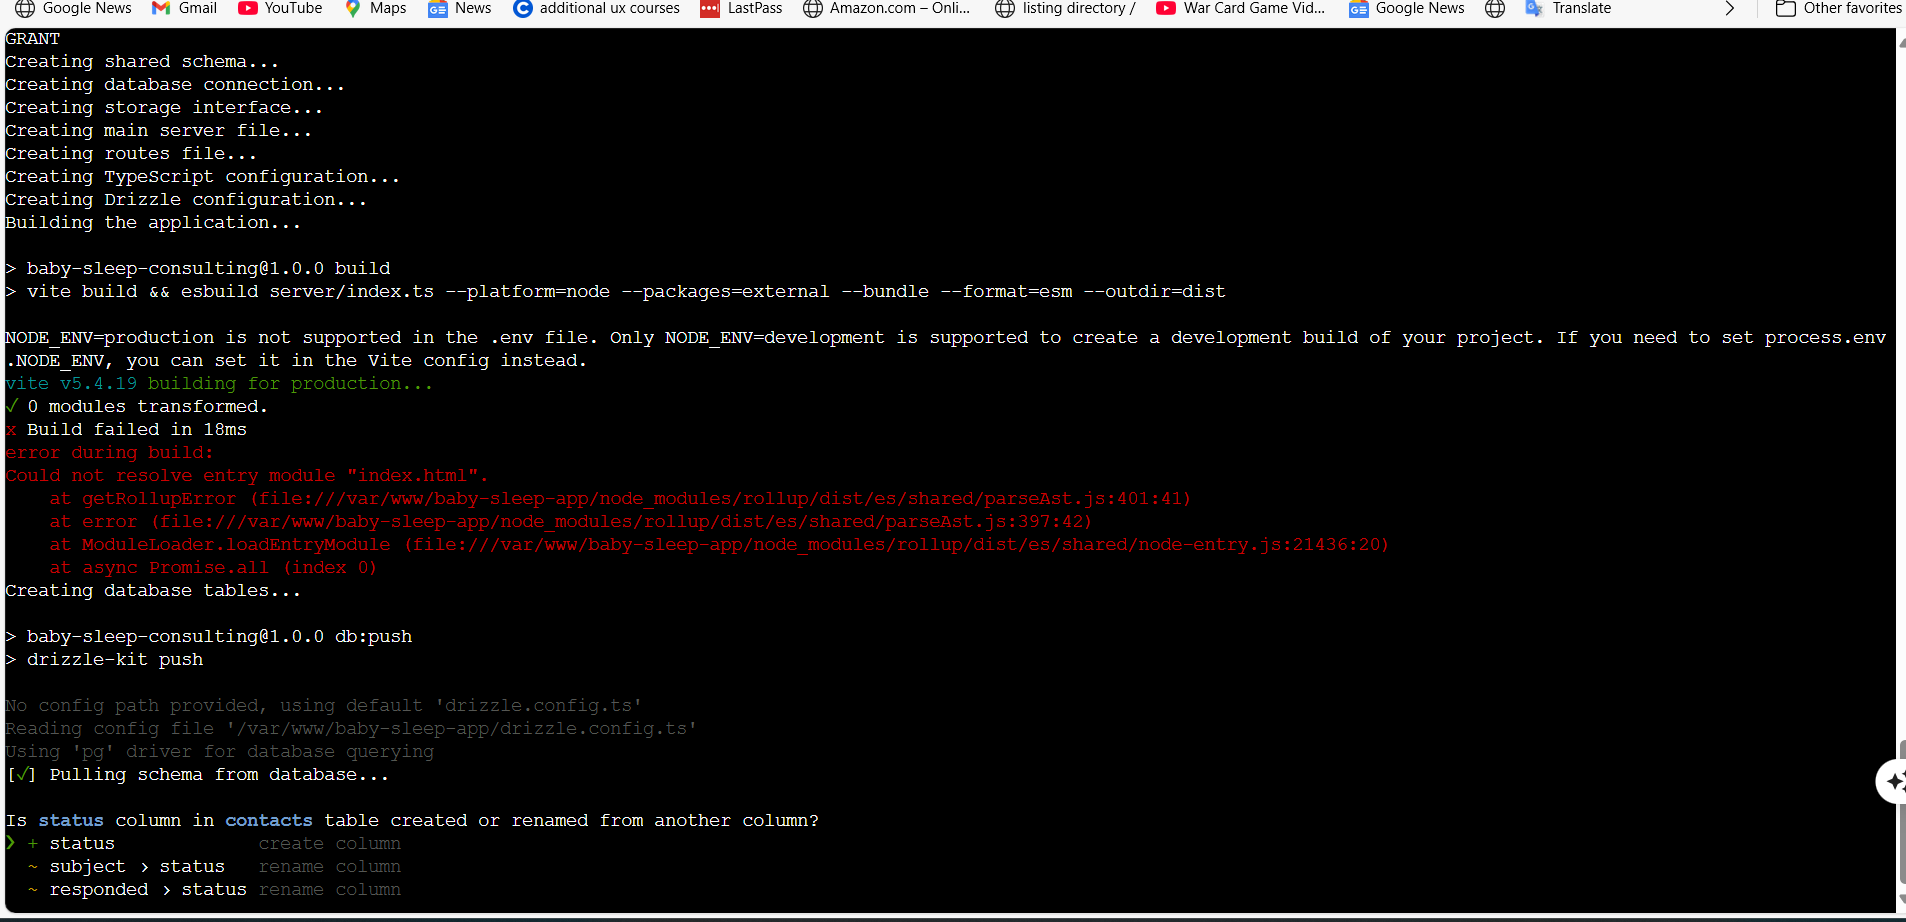 Google News Gmail YouTube Maps News additional ux courses LastPass Amazon.com – Onli... listing directory / War Card Game Vid... Google News Translate Other favorites
GRANT
Creating shared schema...
Creating database connection...
Creating storage interface...
Creating main server file...
Creating routes file...
Creating TypeScript configuration...
Creating Drizzle configuration...
Building the application...
> baby-sleep-consulting@1.0.0 build
> vite build && esbuild server/index.ts --platform=node --packages=external --bundle --format=esm --outdir=dist
NODE_ENV=production is not supported in the .env file. Only NODE_ENV=development is supported to create a development build of your project. If you need to set process.env
.NODE_ENV, you can set it in the Vite config instead.
vite v5.4.19 building for production...
✓ 0 modules transformed.
x Build failed in 18ms
error during build:
Could not resolve entry module "index.html".
    at getRollupError (file:///var/www/baby-sleep-app/node_modules/rollup/dist/es/shared/parseAst.js:401:41)
    at error (file:///var/www/baby-sleep-app/node_modules/rollup/dist/es/shared/parseAst.js:397:42)
    at ModuleLoader.loadEntryModule (file:///var/www/baby-sleep-app/node_modules/rollup/dist/es/shared/node-entry.js:21436:20)
    at async Promise.all (index 0)
Creating database tables...
> baby-sleep-consulting@1.0.0 db:push
> drizzle-kit push
No config path provided, using default 'drizzle.config.ts'
Reading config file '/var/www/baby-sleep-app/drizzle.config.ts'
Using 'pg' driver for database querying
[✓] Pulling schema from database...
Is status column in contacts table created or renamed from another column?
❯ + status             create column
  ~ subject › status   rename column
  ~ responded › status rename column